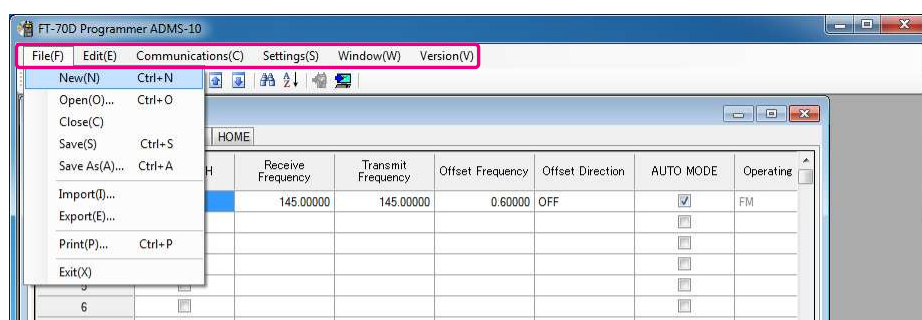 FT-70D Programmer ADMS-10
File(F) Edit(E) Communications(C) Settings(S) Window(W) Version(V)
New(N) Ctrl+N
Open(O)... Ctrl+O
Close(C)
Save(S) Ctrl+S
Save As(A)... Ctrl+A
Import(I)...
Export(E)...
Print(P)... Ctrl+P
Exit(X)
HOME
H Receive Frequency Transmit Frequency Offset Frequency Offset Direction AUTO MODE Operating
145.00000 145.00000 0.60000 OFF FM
5
6